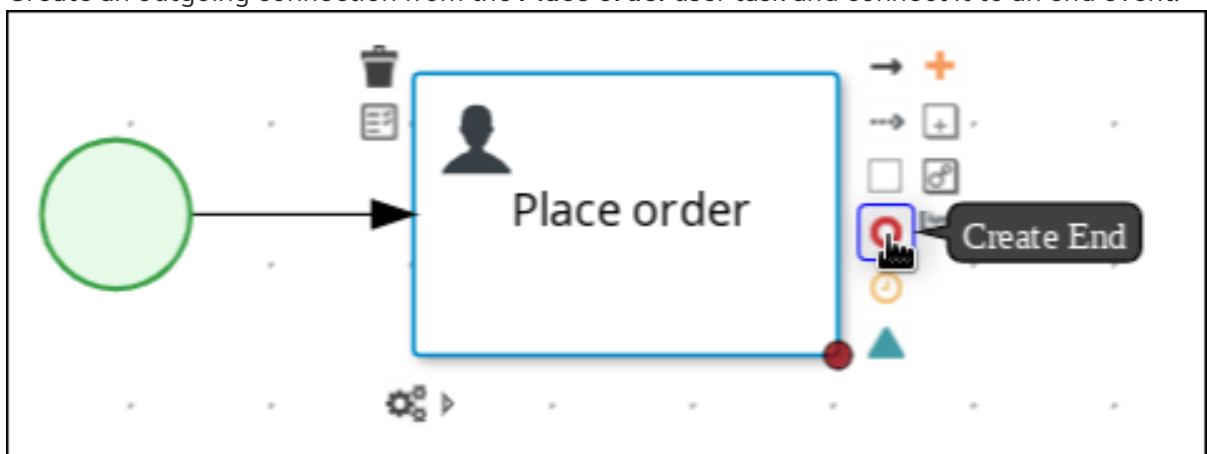 Create an outgoing connection from the Place order user task and connect it to an end event.
Place order
Create End